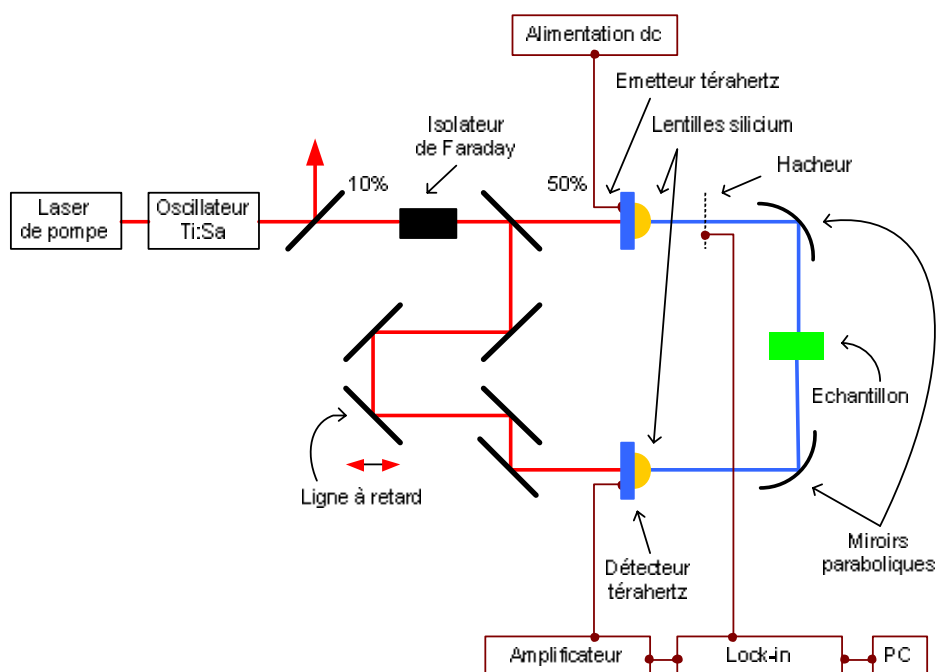 Alimentation dc
Emetteur térahertz
Isolateur
de Faraday
Lentilles silicium
Hacheur
10%
50%
Laser
de pompe
Oscillateur
Ti:Sa
Echantillon
Ligne à retard
Détecteur
térahertz
Miroirs
paraboliques
Amplificateur
Lock-in
PC